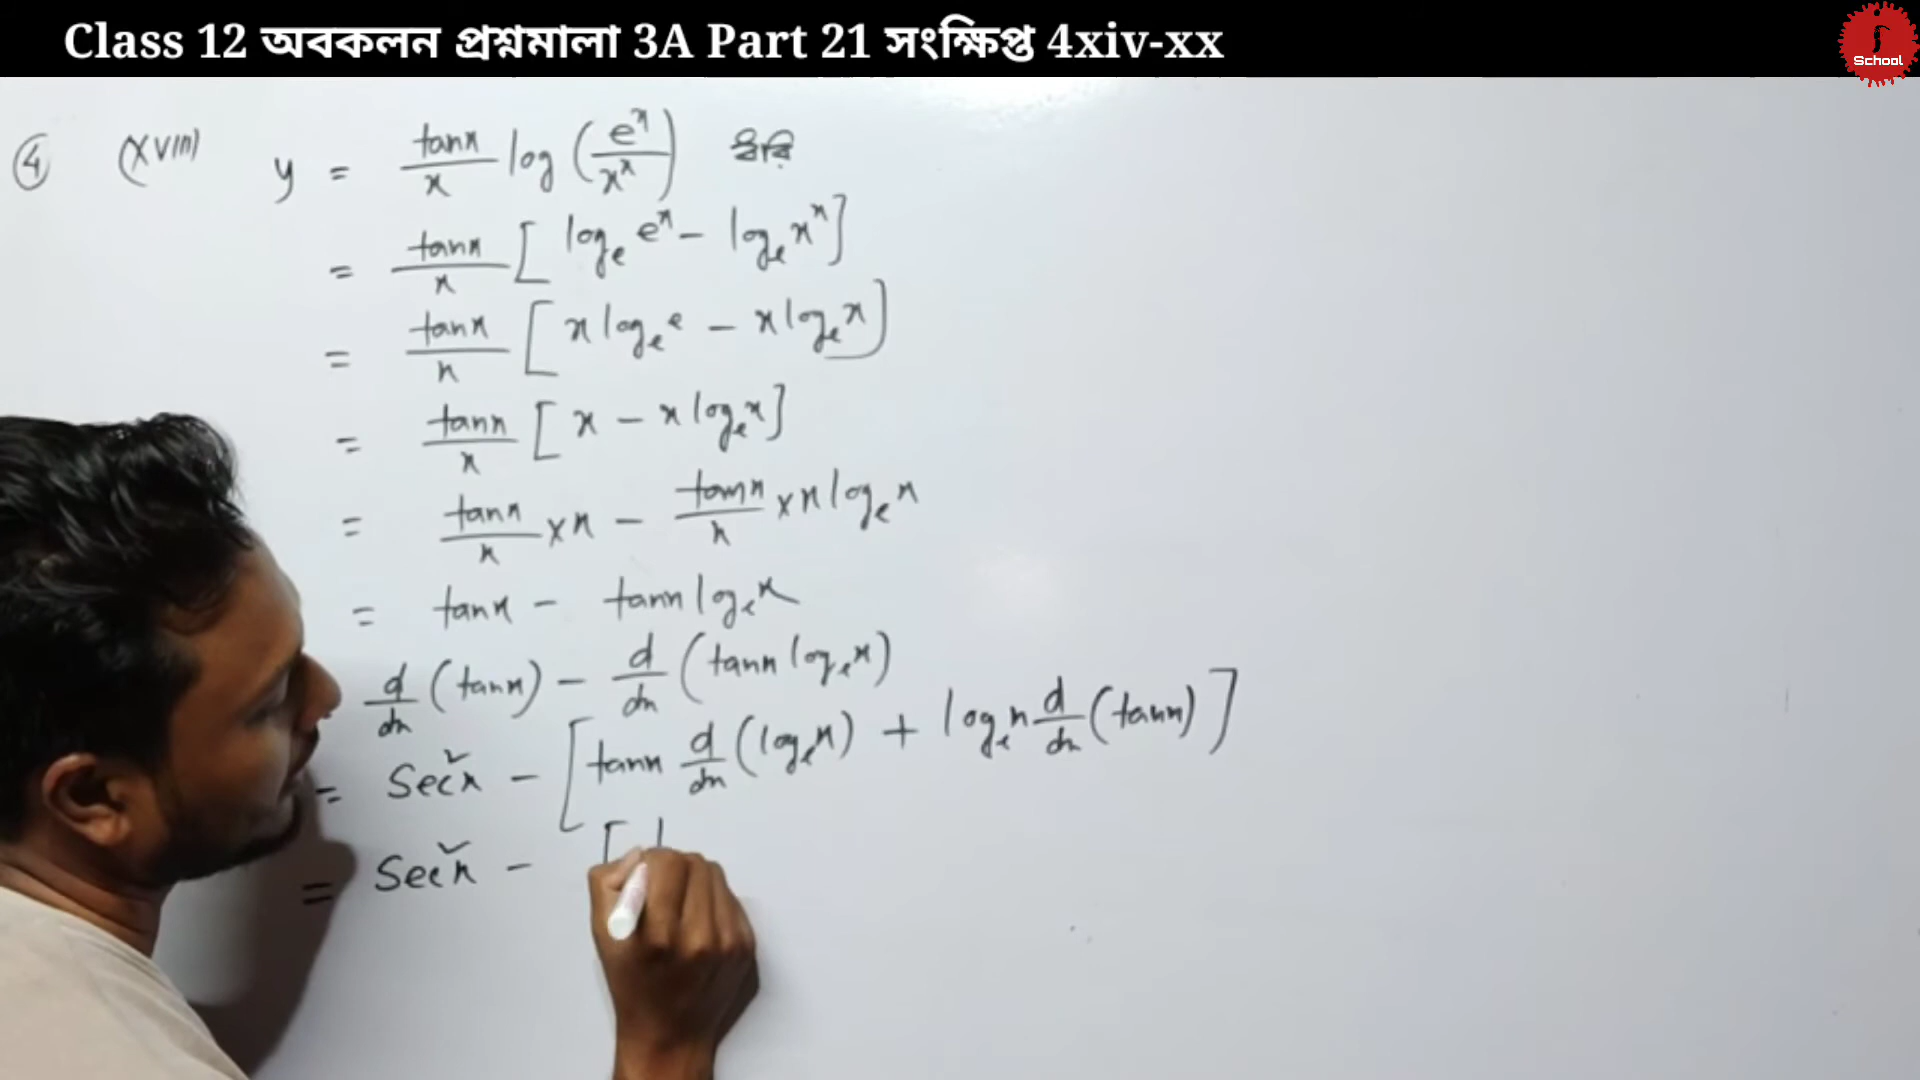 Class 12 অবকলন প্রশ্নমালা 3A Part 21 সংক্ষিপ্ত 4xiv-xx
School
④ (xviii) y = tanx/x log (e^x/x^x) ধরি
= tanx/x [log_e e^x - log_e x^x]
= tanx/x [x log_e e - x log_e x]
= tanx/x [x - x log_e x]
= tanx/x × x - tanx/x × x log_e x
= tanx - tanx log_e x
d/dx (tanx) - d/dx (tanx log_e x)
= Sec²x - [tanx d/dx (log_e x) + log_e x d/dx (tanx)]
= Sec²x - [